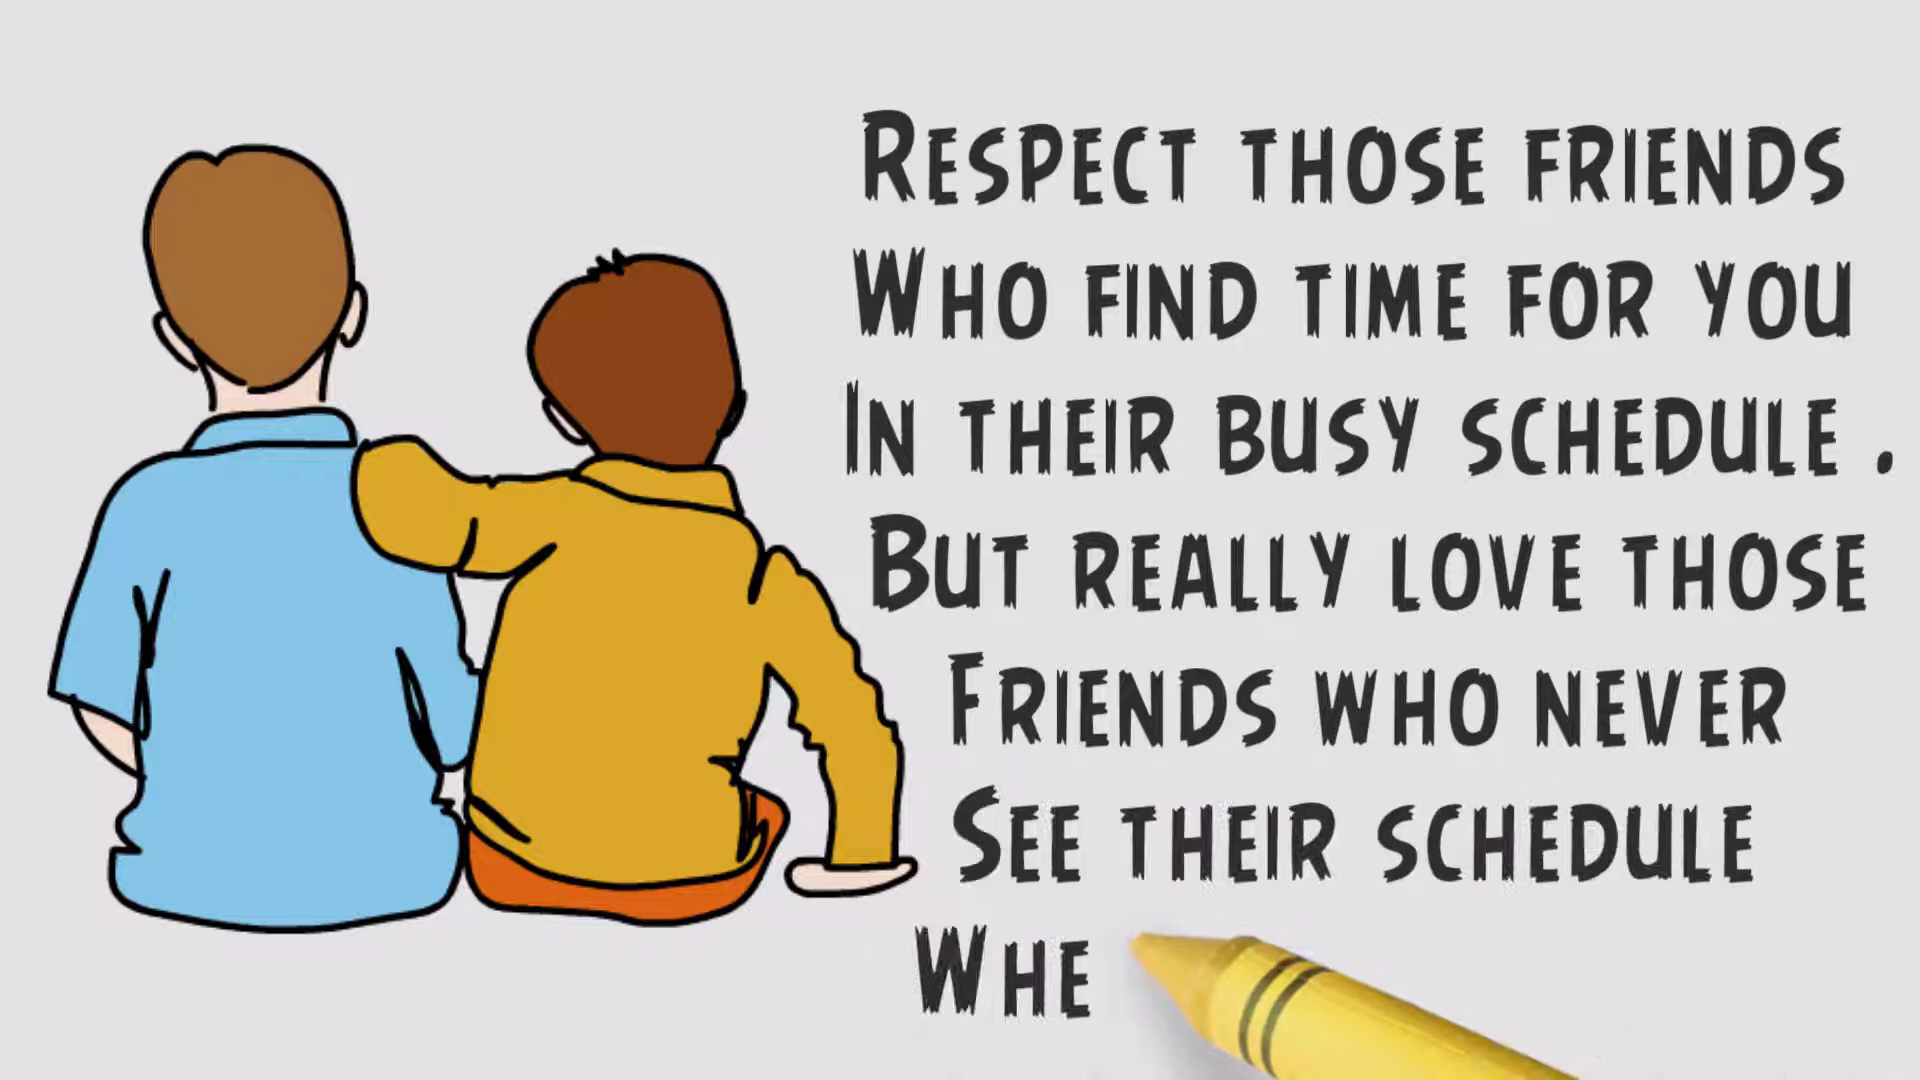 Respect those friends
Who find time for you
In their busy schedule .
But really love those
Friends who never
See their schedule
Whe